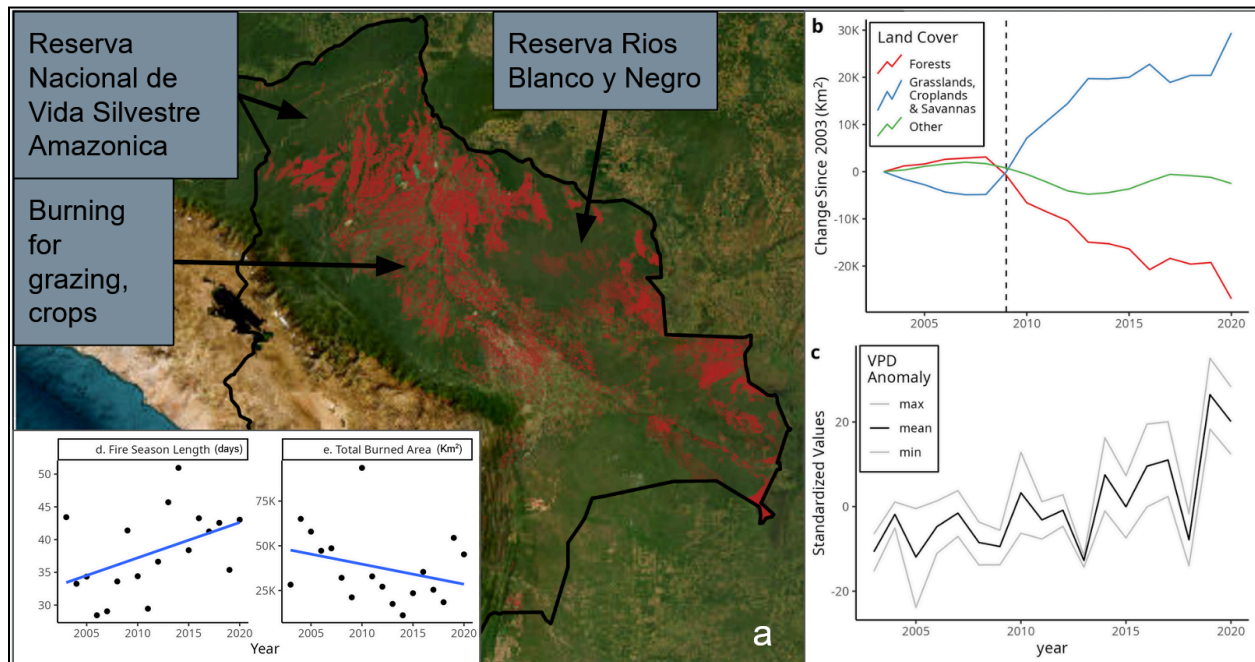 Reserva
Nacional de
Vida Silvestre
Amazonica
Reserva Rios
Blanco y Negro
Burning
for
grazing,
crops
a
b
Land Cover
Forests
Grasslands,
Croplands
& Savannas
Other
Change Since 2003 (Km²)
30K
20K
10K
0
-10K
-20K
2005
2010
2015
2020
c
VPD
Anomaly
max
mean
min
Standardized Values
20
0
-20
2005
2010
2015
2020
year
d. Fire Season Length (days)
50
45
40
35
30
2005
2010
2015
2020
e. Total Burned Area (Km²)
75K
50K
25K
2005
2010
2015
2020
Year